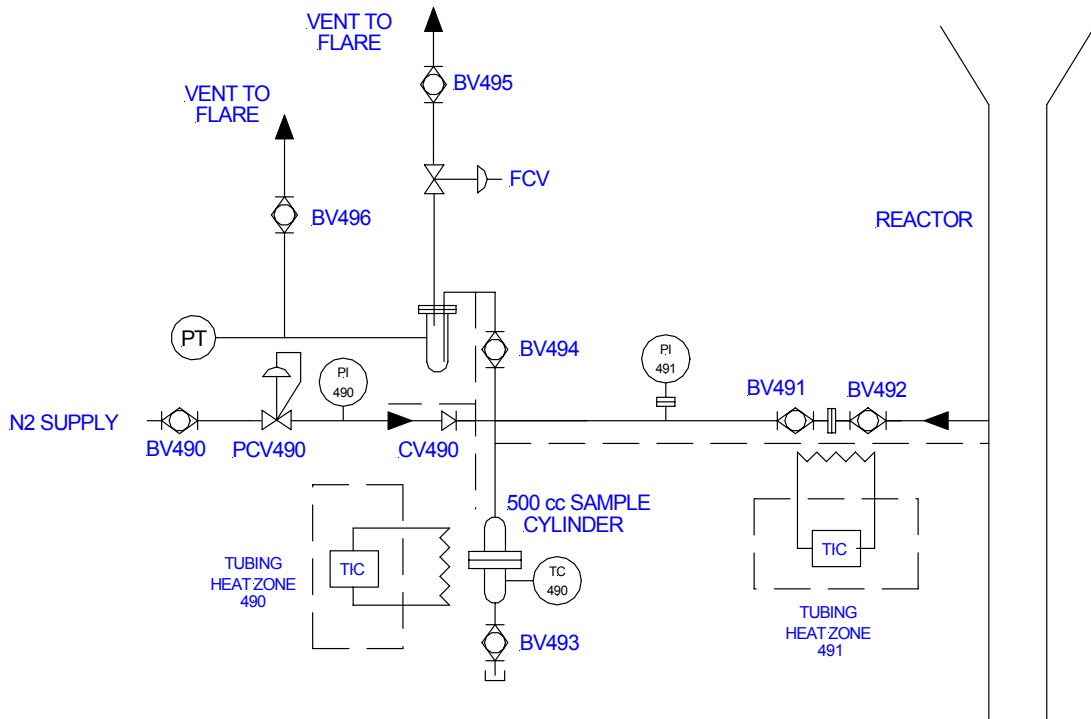 VENT TO
FLARE
BV495
VENT TO
FLARE
FCV
BV496
REACTOR
PT
BV494
PI
490
PI
491
BV491
BV492
N2 SUPPLY
BV490
PCV490
CV490
500 cc SAMPLE
CYLINDER
TIC
TUBING
HEAT ZONE
490
TC
490
TIC
TUBING
HEAT ZONE
491
BV493